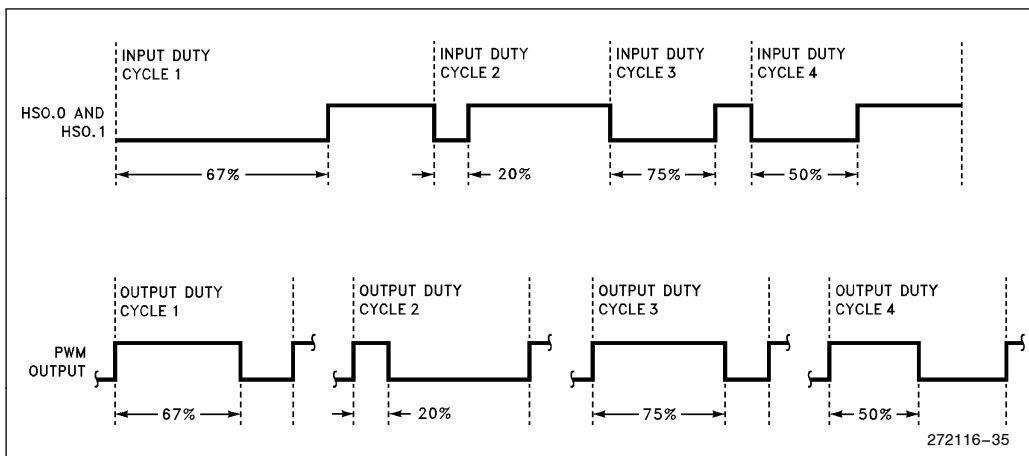 INPUT DUTY
CYCLE 1
INPUT DUTY
CYCLE 2
INPUT DUTY
CYCLE 3
INPUT DUTY
CYCLE 4
HSO.0 AND
HSO.1
67%
20%
75%
50%
OUTPUT DUTY
CYCLE 1
OUTPUT DUTY
CYCLE 2
OUTPUT DUTY
CYCLE 3
OUTPUT DUTY
CYCLE 4
PWM
OUTPUT
67%
20%
75%
50%
272116–35